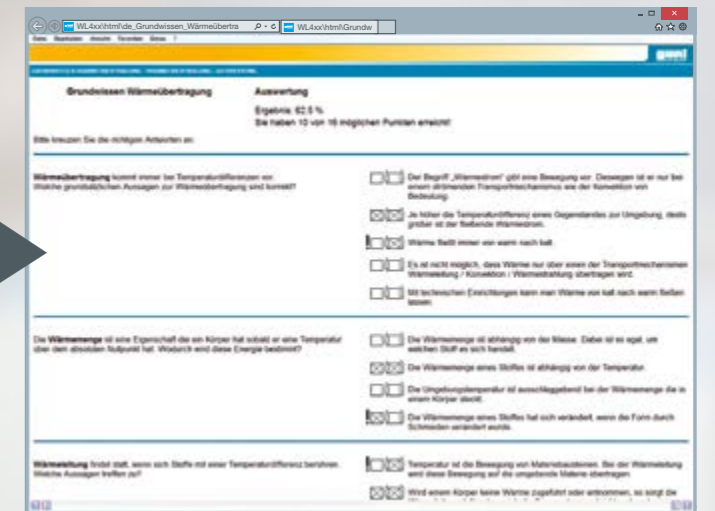 WL4xx\html\de_Grundwissen_Wärmeübertra
WL4xx\html\Grundw
Datei Bearbeiten Ansicht Favoriten Extras ?
gunt
Grundwissen Wärmeübertragung
Auswertung
Ergebnis: 62.5 %
Sie haben 10 von 16 möglichen Punkten erreicht!
Bitte kreuzen Sie die richtigen Antworten an:
Wärmeübertragung kommt immer bei Temperaturdifferenzen vor.
Welche grundsätzlichen Aussagen zur Wärmeübertragung sind korrekt?
Der Begriff „Wärmestrom" gibt eine Bewegung vor. Deswegen ist er nur bei
einem strömenden Transportmechanismus wie der Konvektion von
Bedeutung.
Je höher die Temperaturdifferenz eines Gegenstandes zur Umgebung, desto
größer ist der fließende Wärmestrom.
Wärme fließt immer von warm nach kalt.
Es ist nicht möglich, dass Wärme nur über einen der Transportmechanismen
Wärmeleitung / Konvektion / Wärmestrahlung übertragen wird.
Mit technischen Einrichtungen kann man Wärme von kalt nach warm fließen
lassen.
Die Wärmemenge ist eine Eigenschaft die ein Körper hat sobald er eine Temperatur
über dem absoluten Nullpunkt hat. Wodurch wird diese Energie bestimmt?
Die Wärmemenge ist abhängig von der Masse. Dabei ist es egal, um
welchen Stoff es sich handelt.
Die Wärmemenge eines Stoffes ist abhängig von der Temperatur.
Die Umgebungstemperatur ist ausschlaggebend bei der Wärmemenge die in
einem Körper steckt.
Die Wärmemenge eines Stoffes hat sich verändert, wenn die Form durch
Schmieden verändert wurde.
Wärmeleitung findet statt, wenn sich Stoffe mit einer Temperaturdifferenz berühren.
Welche Aussagen treffen zu?
Temperatur ist die Bewegung von Materiebausteinen. Bei der Wärmeleitung
wird diese Bewegung auf die umgebende Materie übertragen.
Wird einem Körper keine Wärme zugeführt oder entnommen, so sorgt die